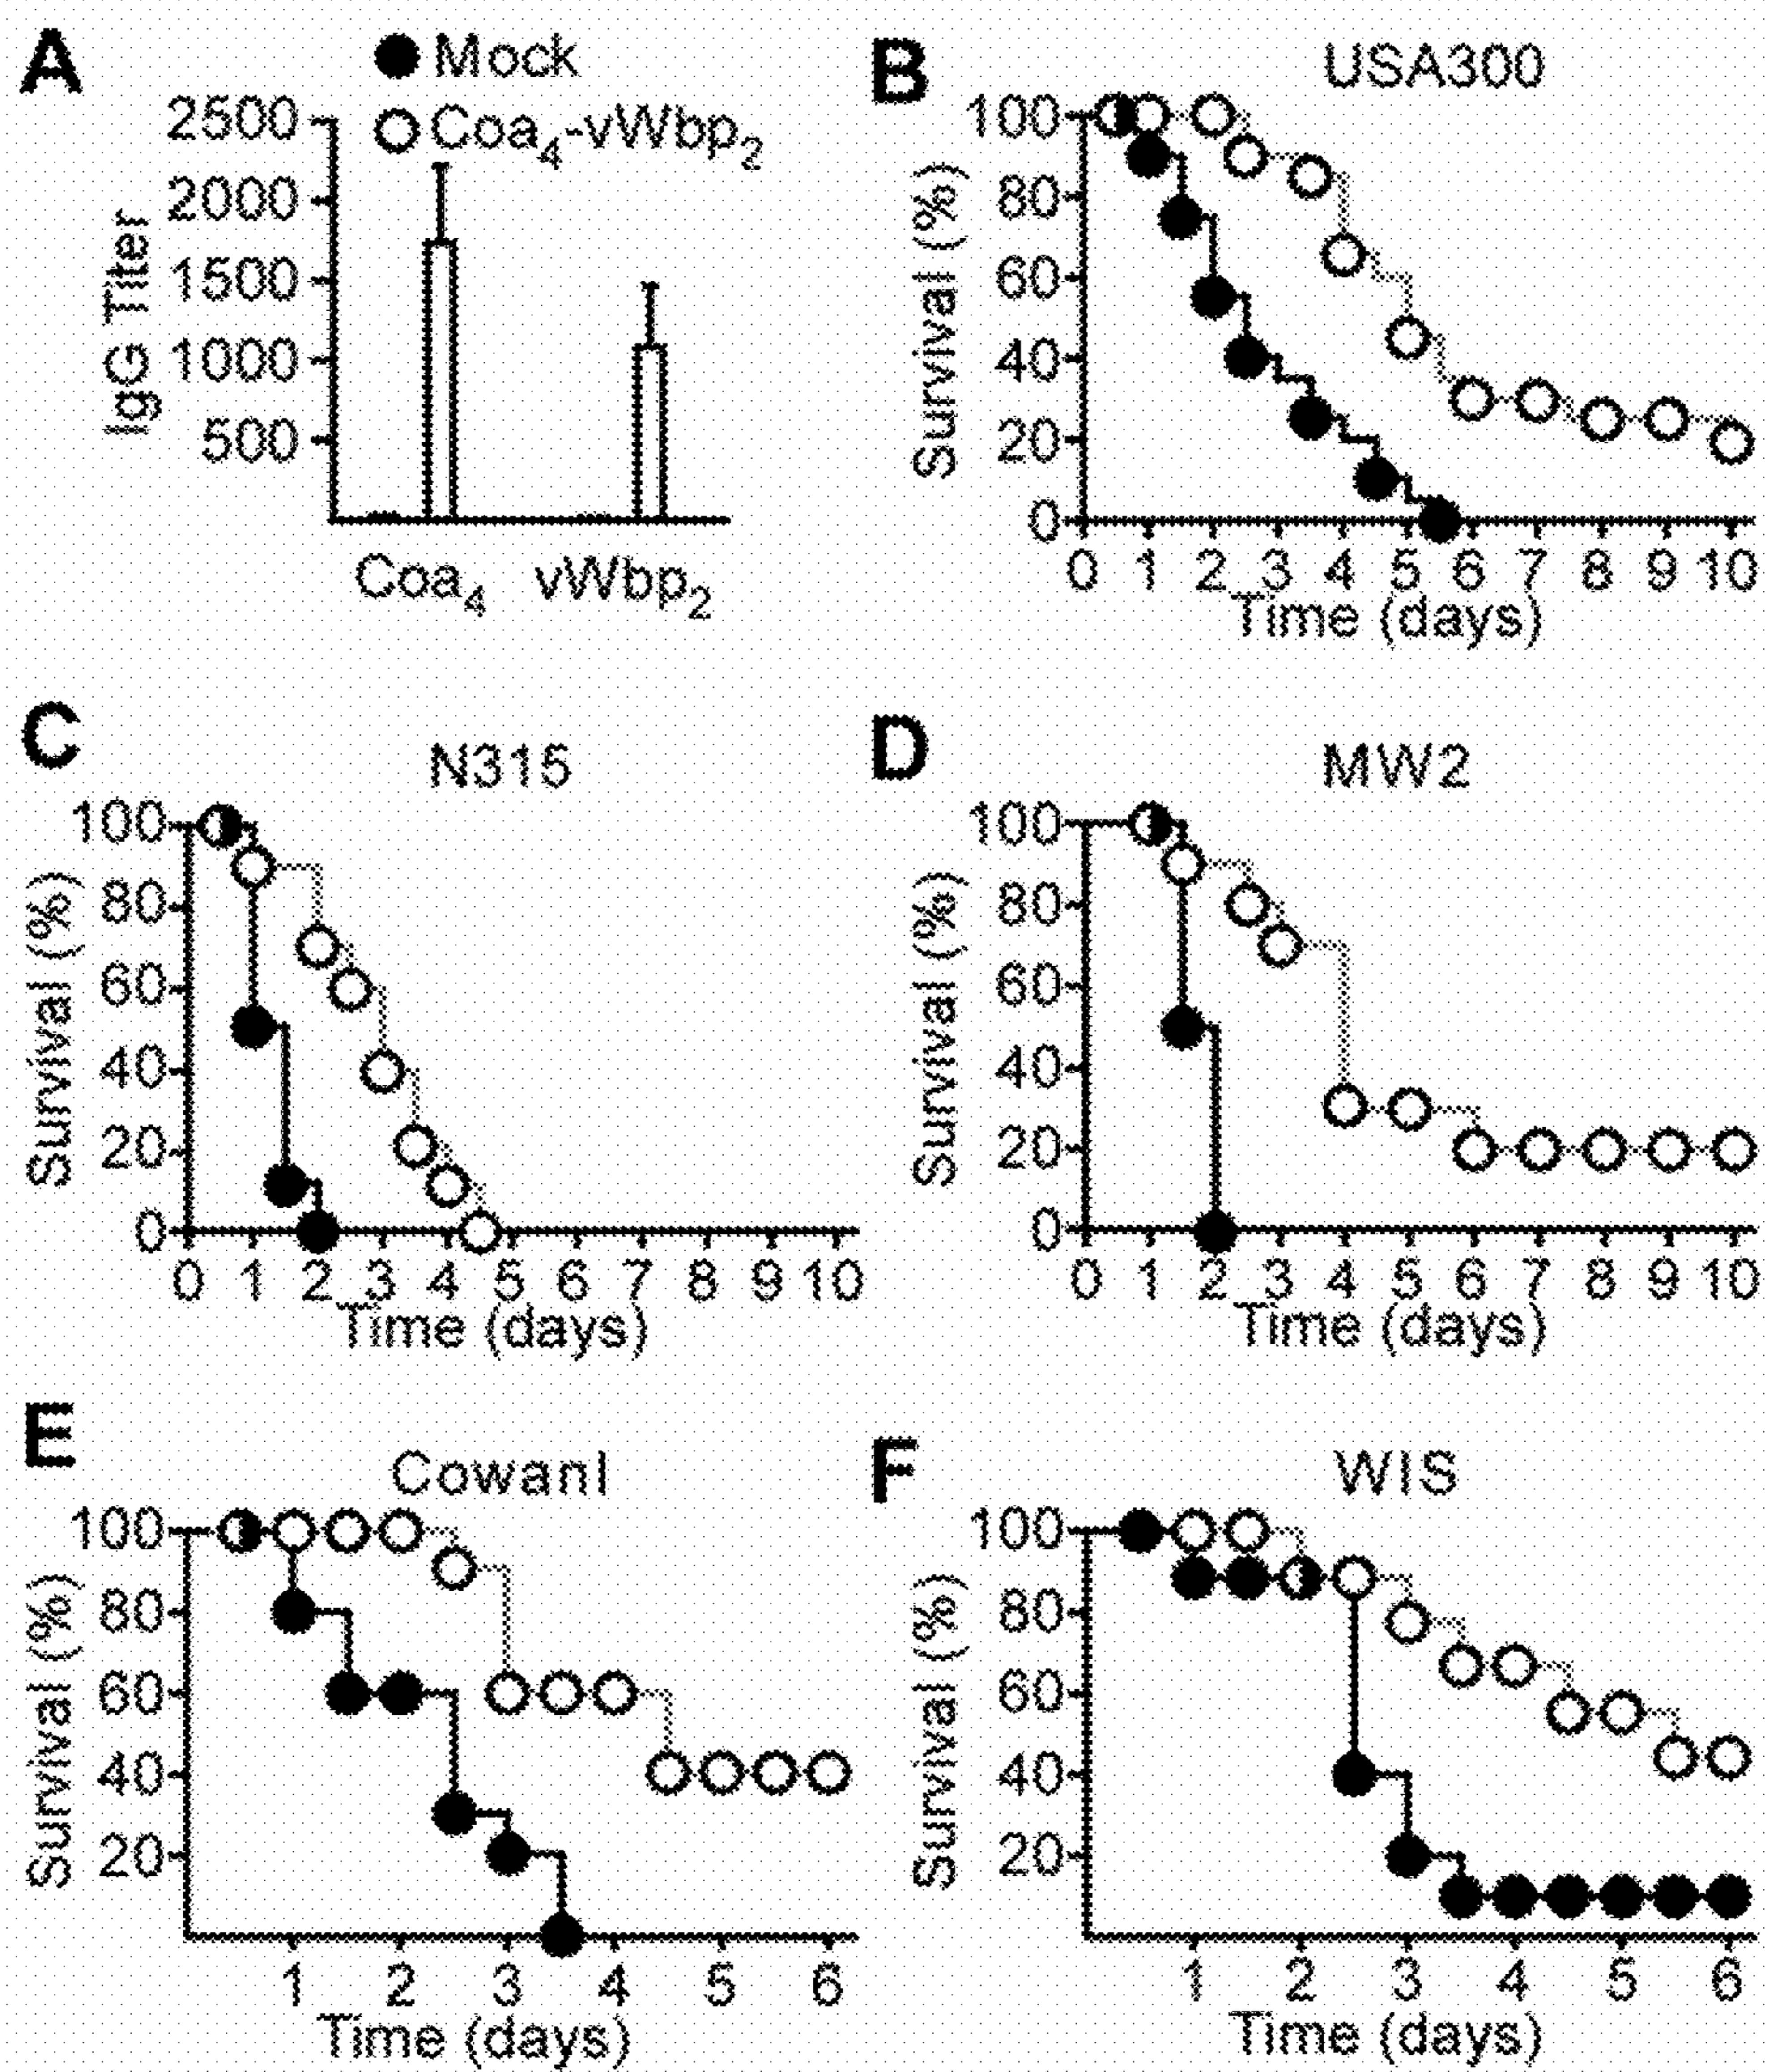 A
Mock
Coa4-vWbp2
IgG Titer
2500
2000
1500
1000
500
Coa4 vWbp2
B
USA300
Survival (%)
100
80
60
40
20
0
0 1 2 3 4 5 6 7 8 9 10
Time (days)
C
N315
Survival (%)
100
80
60
40
20
0
0 1 2 3 4 5 6 7 8 9 10
Time (days)
D
MW2
Survival (%)
100
80
60
40
20
0
0 1 2 3 4 5 6 7 8 9 10
Time (days)
E
CowanI
Survival (%)
100
80
60
40
20
1 2 3 4 5 6
Time (days)
F
WIS
Survival (%)
100
80
60
40
20
1 2 3 4 5 6
Time (days)